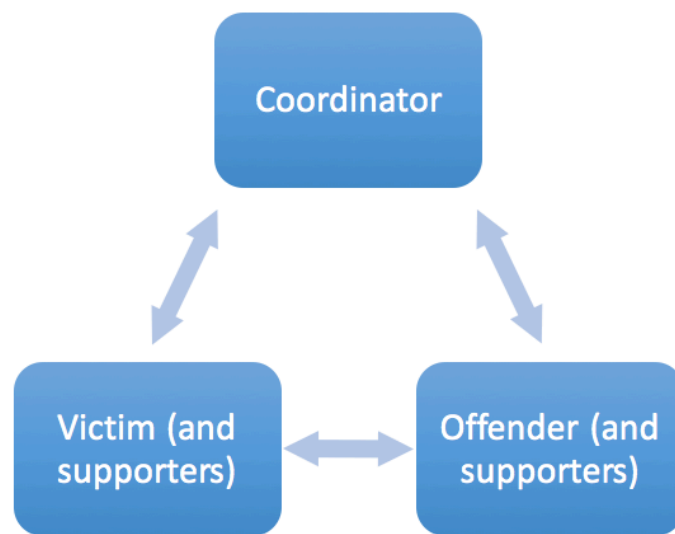 Coordinator
Victim (and
supporters)
Offender (and
supporters)